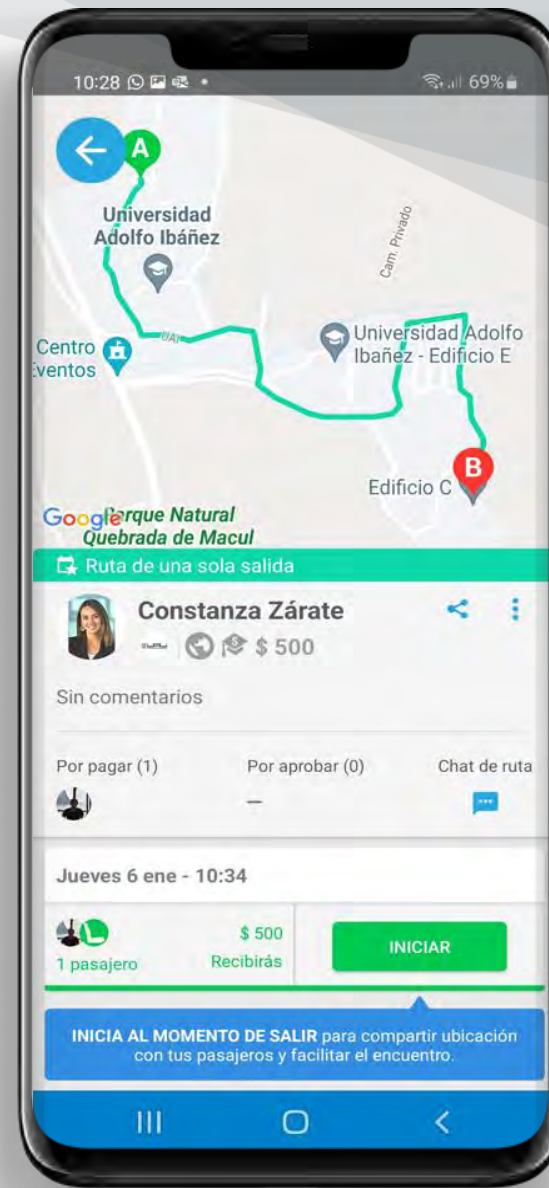 10:28
69%
A
Universidad
Adolfo Ibáñez
Cam. Privado
UAI
Centro
Eventos
Universidad Adolfo
Ibañez - Edificio E
B
Edificio C
Google
Parque Natural
Quebrada de Macul
Ruta de una sola salida
Constanza Zárate
$ 500
Sin comentarios
Por pagar (1)
Por aprobar (0)
Chat de ruta
Jueves 6 ene - 10:34
1 pasajero
$ 500
Recibirás
INICIAR
INICIA AL MOMENTO DE SALIR para compartir ubicación
con tus pasajeros y facilitar el encuentro.